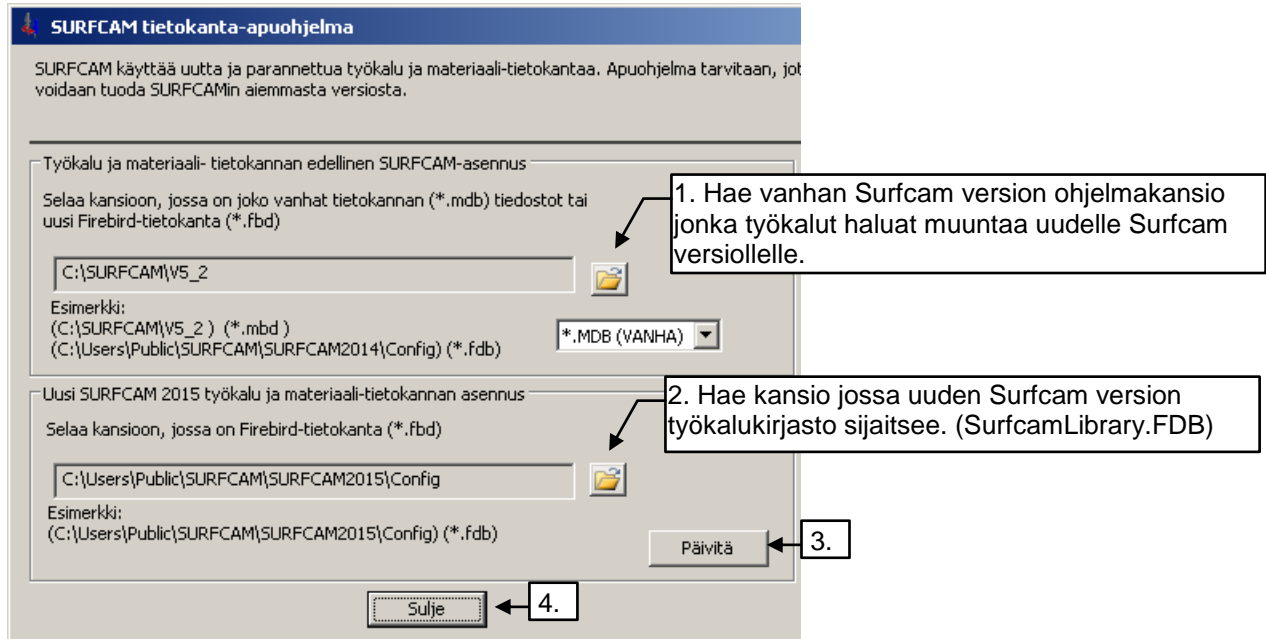 SURFCAM tietokanta-apuohjelma
SURFCAM käyttää uutta ja parannettua työkalu ja materiaali-tietokantaa. Apuohjelma tarvitaan, jot
voidaan tuoda SURFCAMin aiemmasta versiosta.
Työkalu ja materiaali- tietokannan edellinen SURFCAM-asennus
Selaa kansioon, jossa on joko vanhat tietokannan (*.mdb) tiedostot tai
uusi Firebird-tietokanta (*.fbd)
1. Hae vanhan Surfcam version ohjelmakansio
jonka työkalut haluat muuntaa uudelle Surfcam
versiollelle.
C:\SURFCAM\V5_2
Esimerkki:
(C:\SURFCAM\V5_2 ) (*.mbd )
(C:\Users\Public\SURFCAM\SURFCAM2014\Config) (*.fdb)
*.MDB (VANHA)
Uusi SURFCAM 2015 työkalu ja materiaali-tietokannan asennus
Selaa kansioon, jossa on Firebird-tietokanta (*.fbd)
2. Hae kansio jossa uuden Surfcam version
työkalukirjasto sijaitsee. (SurfcamLibrary.FDB)
C:\Users\Public\SURFCAM\SURFCAM2015\Config
Esimerkki:
(C:\Users\Public\SURFCAM\SURFCAM2015\Config) (*.fdb)
Päivitä
3.
Sulje
4.